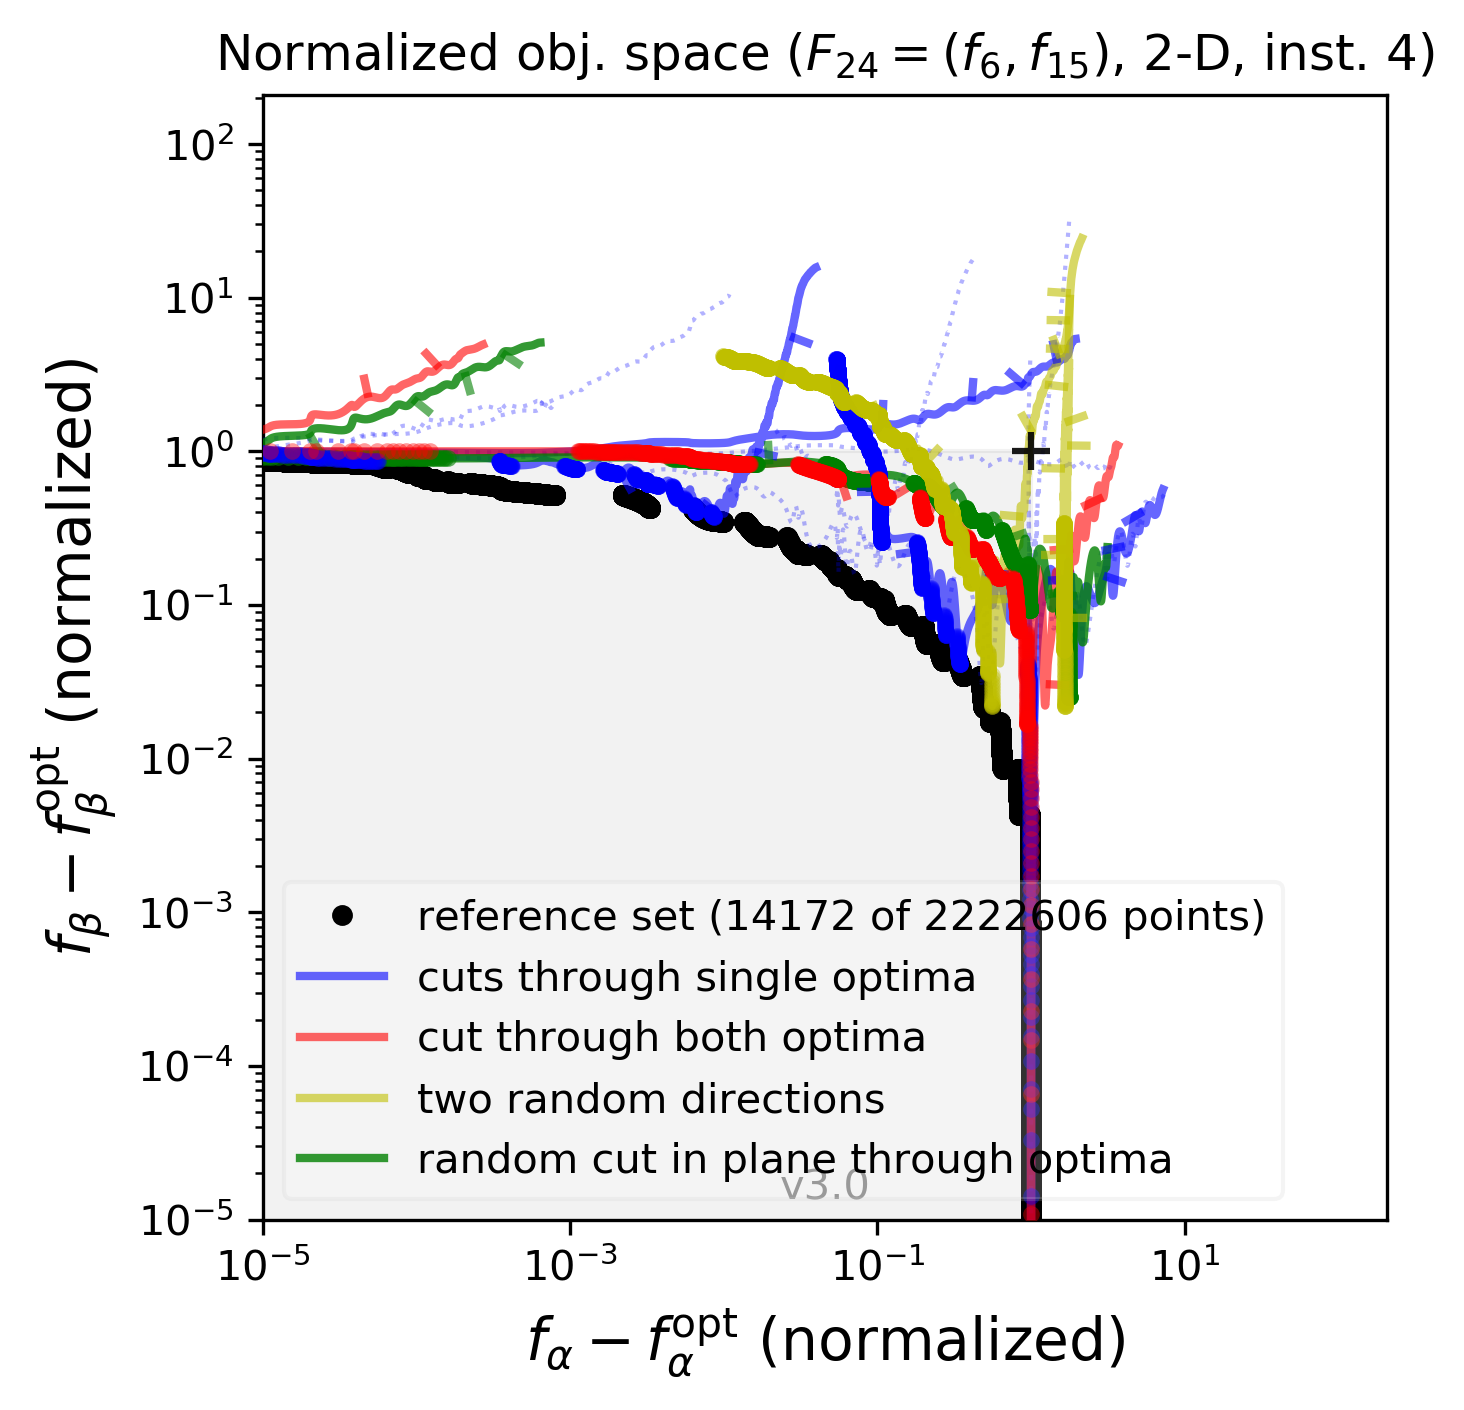 Normalized obj. space (F₂₄ = (f₆, f₁₅), 2-D, inst. 4)
10²
10¹
10⁰
10⁻¹
10⁻²
10⁻³
10⁻⁴
10⁻⁵
f_β − f_β^opt (normalized)
reference set (14172 of 2222606 points)
cuts through single optima
cut through both optima
two random directions
random cut in plane through optima
v3.0
10⁻⁵ 10⁻³ 10⁻¹ 10¹
f_α − f_α^opt (normalized)